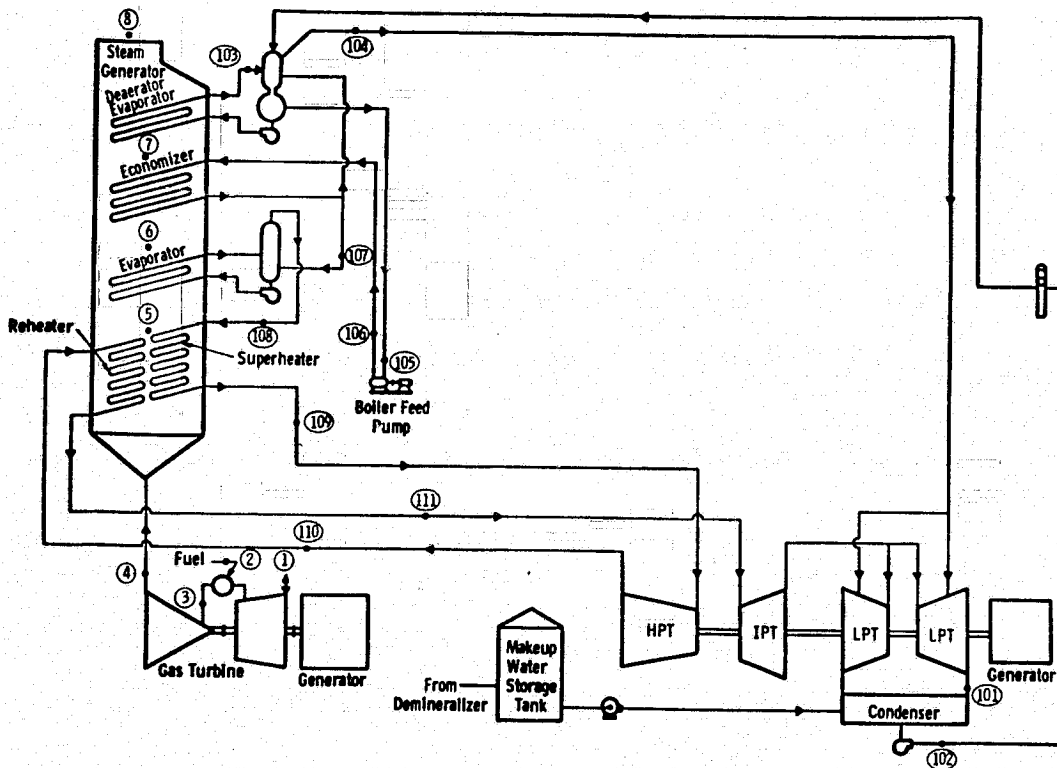 8
Steam
Generator
Deaerator
Evaporator
103
104
7
Economizer
6
Evaporator
107
5
Reheater
108
Superheater
106
105
Boiler Feed
Pump
109
111
110
Fuel
2
1
4
3
Gas Turbine
Generator
HPT
IPT
LPT
LPT
Generator
Makeup
Water
Storage
Tank
From
Demineralizer
101
Condenser
102